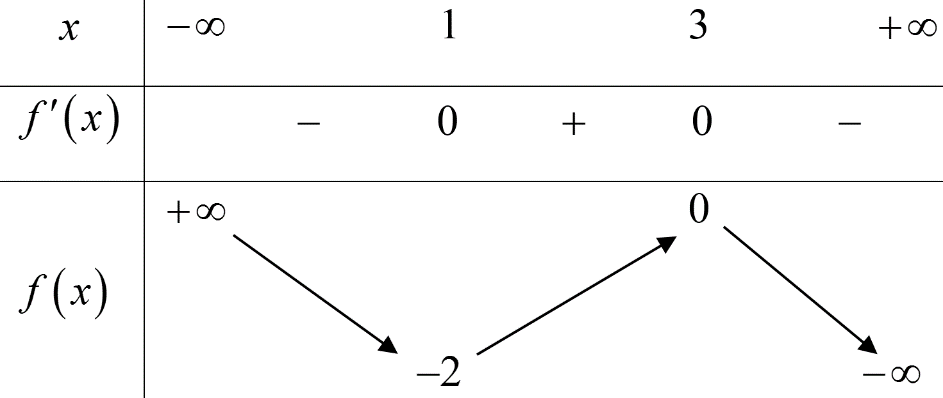 x −∞ 1 3 +∞
f′(x) − 0 + 0 −
+∞ 0
f(x)
−2 −∞